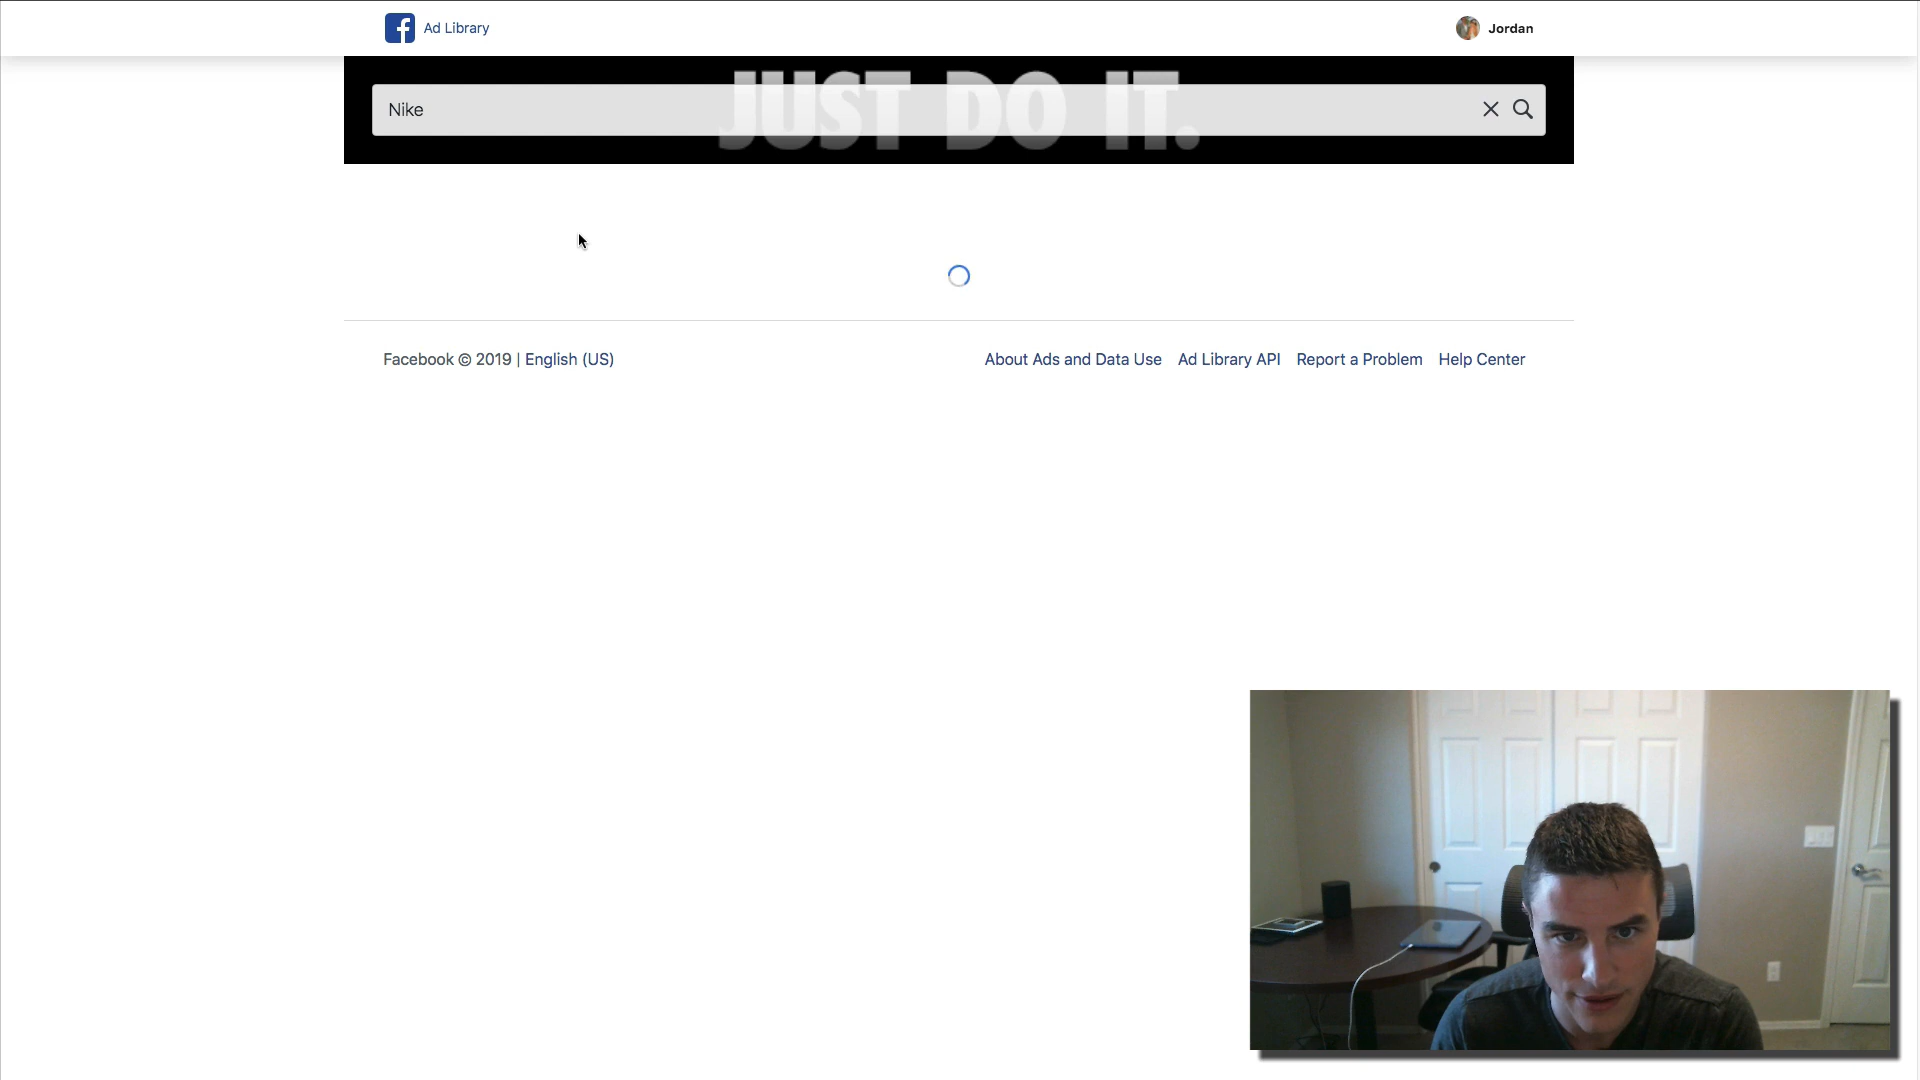 Ad Library
Jordan
JUST DO IT.
Nike
Facebook © 2019 | English (US)
About Ads and Data Use Ad Library API Report a Problem Help Center